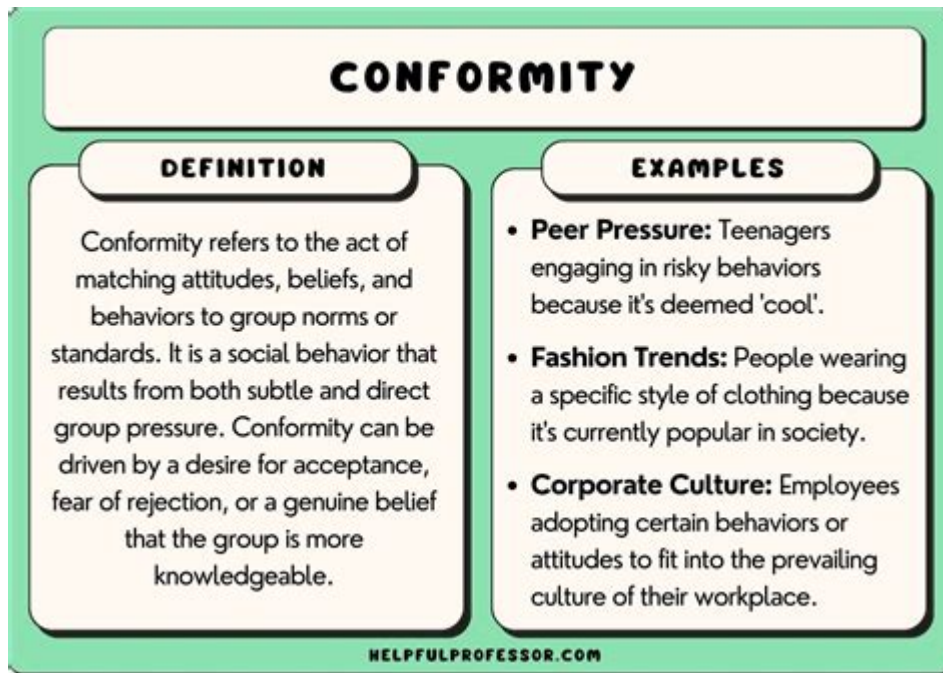 CONFORMITY
DEFINITION
Conformity refers to the act of
matching attitudes, beliefs, and
behaviors to group norms or
standards. It is a social behavior that
results from both subtle and direct
group pressure. Conformity can be
driven by a desire for acceptance,
fear of rejection, or a genuine belief
that the group is more
knowledgeable.
EXAMPLES
• Peer Pressure: Teenagers
engaging in risky behaviors
because it's deemed 'cool'.
• Fashion Trends: People wearing
a specific style of clothing because
it's currently popular in society.
• Corporate Culture: Employees
adopting certain behaviors or
attitudes to fit into the prevailing
culture of their workplace.
HELPFULPROFESSOR.COM